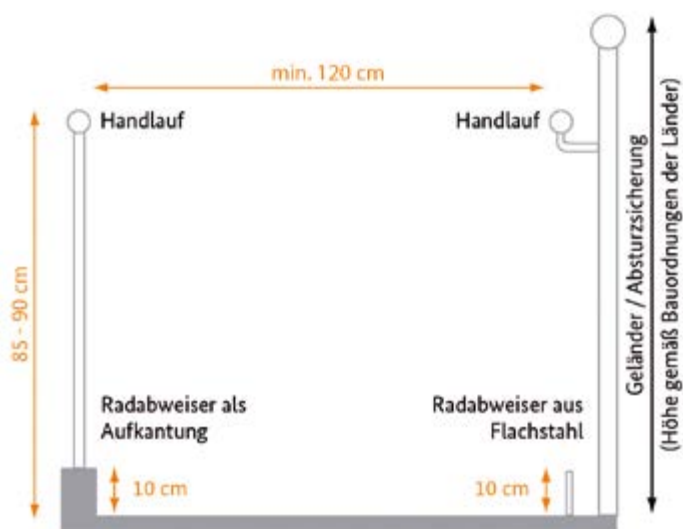 min. 120 cm
Handlauf
Handlauf
85 - 90 cm
Geländer / Absturzsicherung
(Höhe gemäß Bauordnungen der Länder)
Radabweiser als
Aufkantung
Radabweiser aus
Flachstahl
10 cm
10 cm